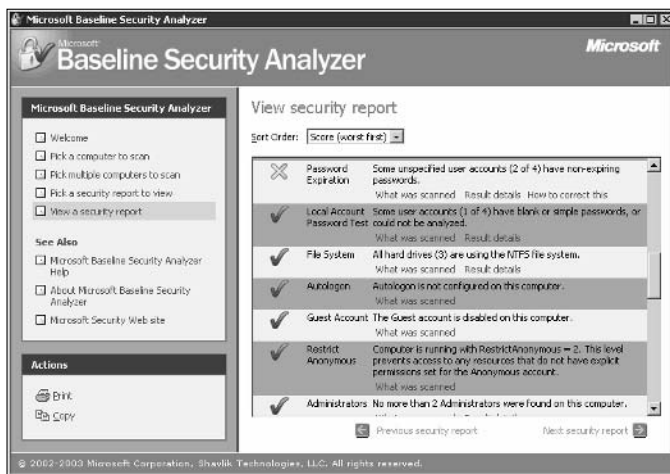 Microsoft Baseline Security Analyzer
Microsoft
Baseline Security Analyzer
Microsoft
Microsoft Baseline Security Analyzer
Welcome
Pick a computer to scan
Pick multiple computers to scan
Pick a security report to view
View a security report
See Also
Microsoft Baseline Security Analyzer
Help
About Microsoft Baseline Security
Analyzer
Microsoft Security Web site
Actions
Print
Copy
View security report
Sort Order: Score (worst first)
Password Expiration Some unspecified user accounts (2 of 4) have non-expiring passwords.
What was scanned Result details How to correct this
Local Account Password Test Some user accounts (1 of 4) have blank or simple passwords, or could not be analyzed.
What was scanned Result details
File System All hard drives (3) are using the NTFS file system.
What was scanned Result details
Autologon Autologon is not configured on this computer.
What was scanned
Guest Account The Guest account is disabled on this computer.
What was scanned
Restrict Anonymous Computer is running with RestrictAnonymous = 2. This level prevents access to any resources that do not have explicit permissions set for the Anonymous account.
What was scanned
Administrators No more than 2 Administrators were found on this computer.
Previous security report Next security report
© 2002-2003 Microsoft Corporation, Shavlik Technologies, LLC. All rights reserved.